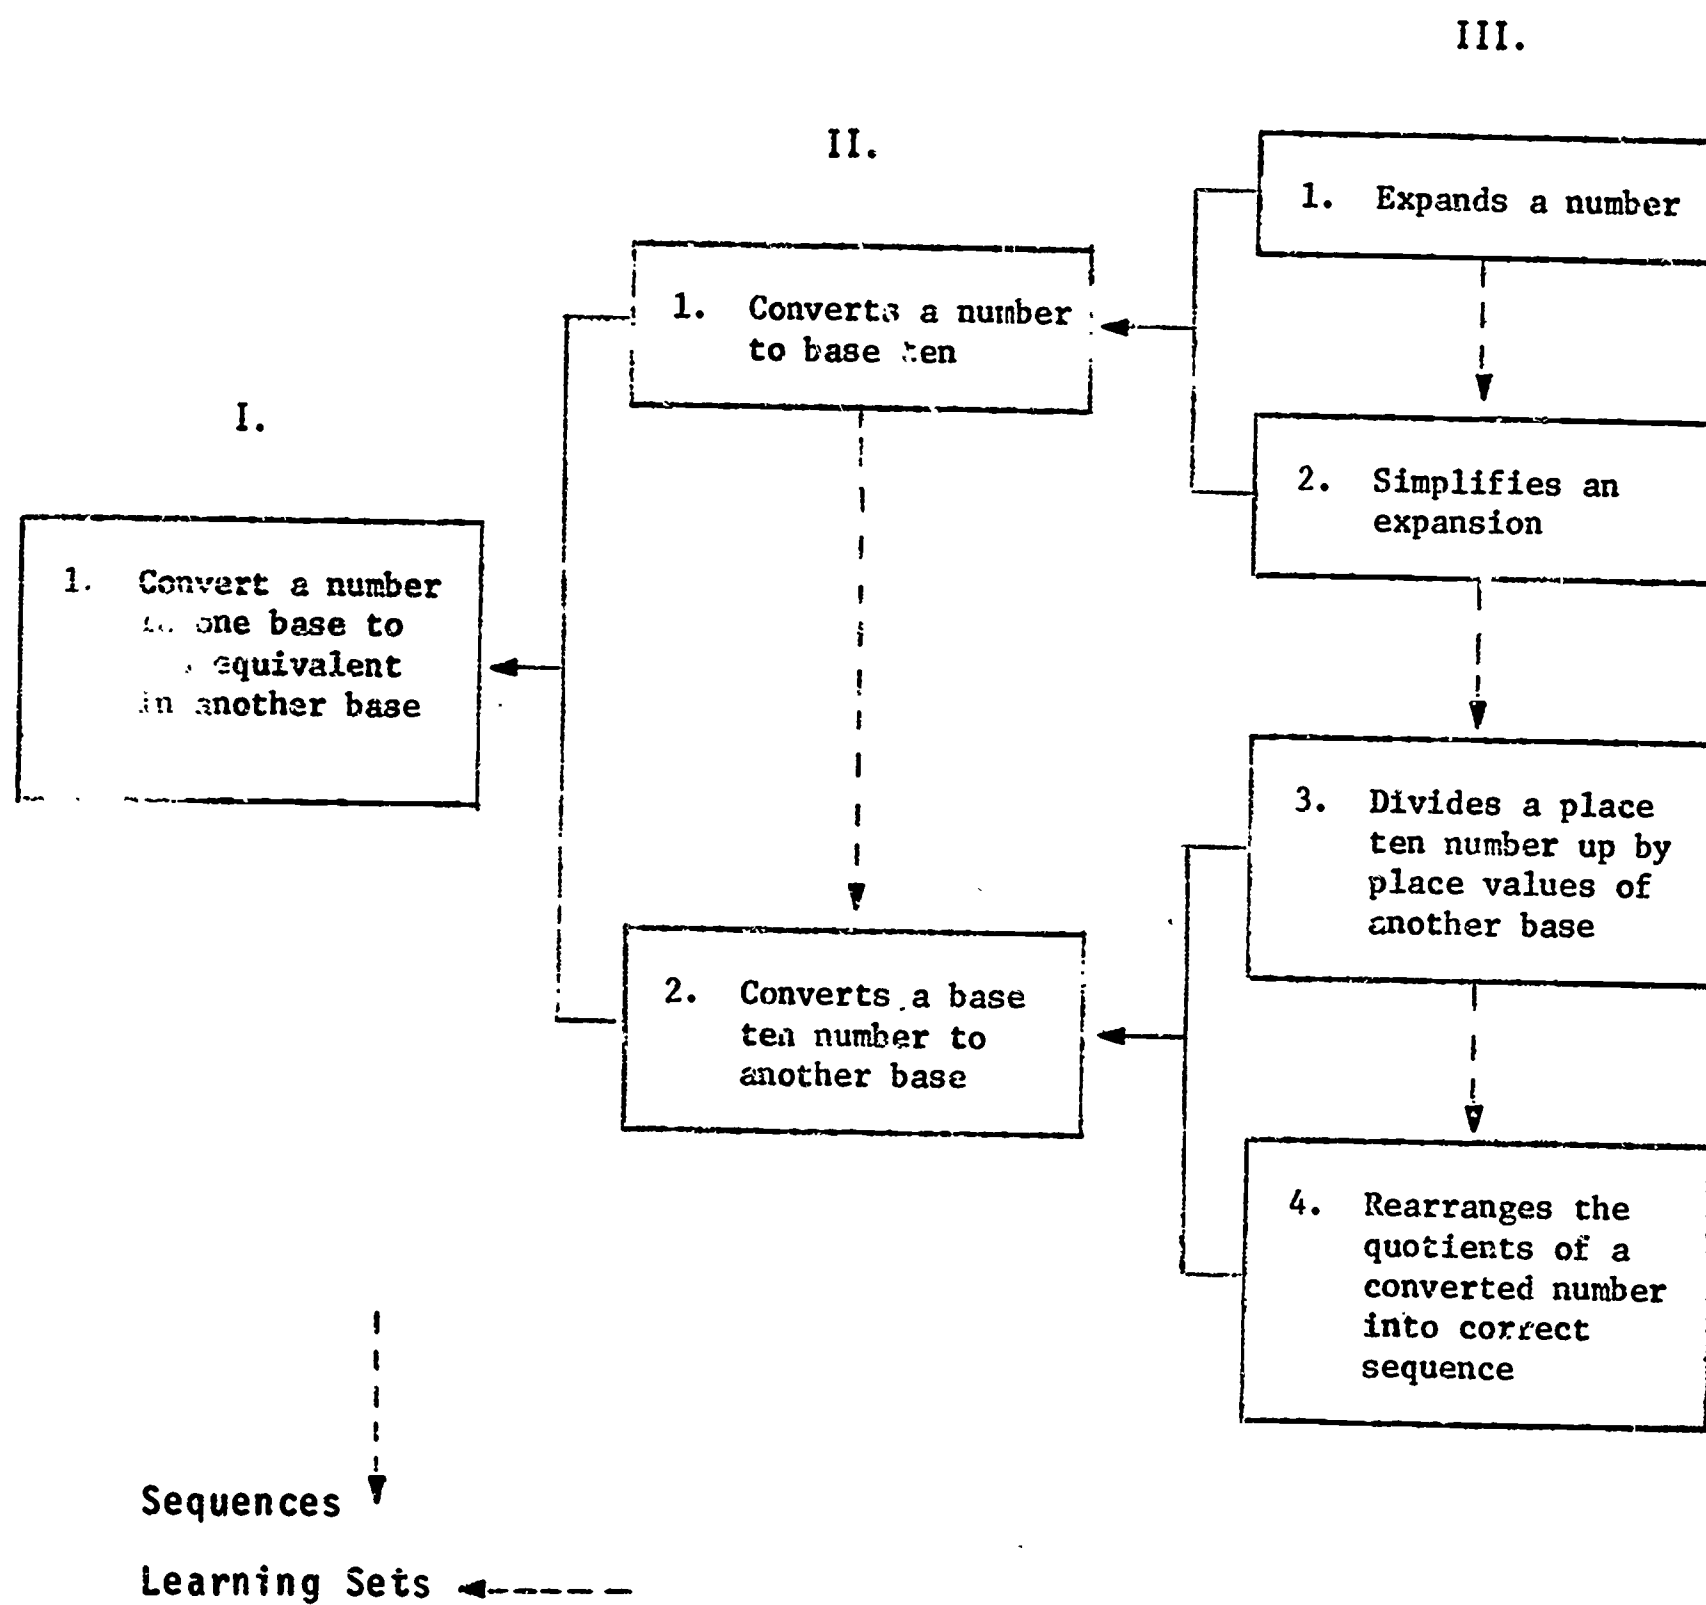 III.
II.
I.
1. Expands a number
1. Converts a number
to base ten
2. Simplifies an
expansion
1. Convert a number
one base to
equivalent
in another base
3. Divides a place
ten number up by
place values of
another base
2. Converts a base
ten number to
another base
4. Rearranges the
quotients of a
converted number
into correct
sequence
Sequences
Learning Sets